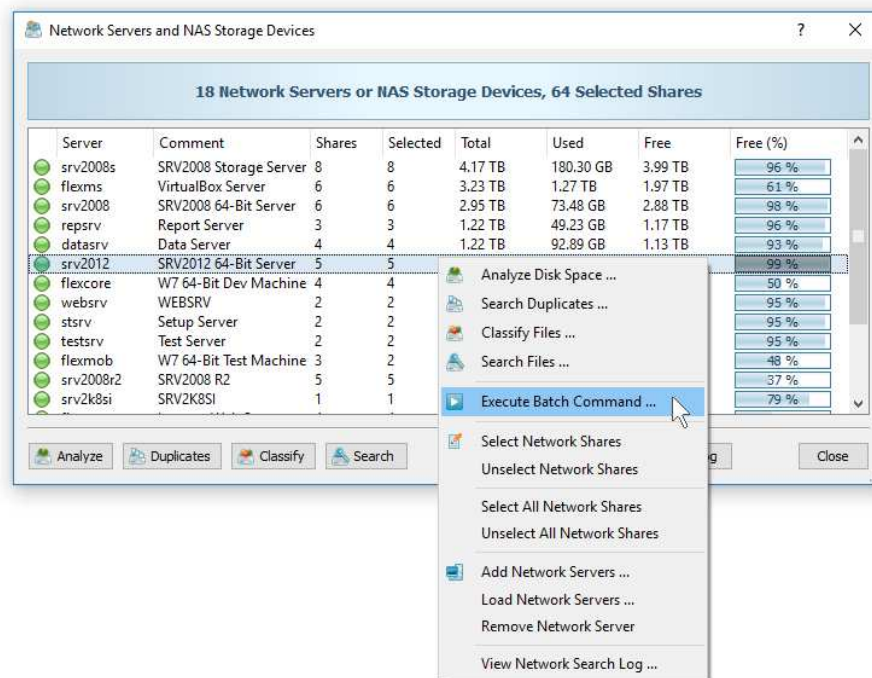 Network Servers and NAS Storage Devices ?
18 Network Servers or NAS Storage Devices, 64 Selected Shares
Server Comment Shares Selected Total Used Free Free (%)
srv2008s SRV2008 Storage Server 8 8 4.17 TB 180.30 GB 3.99 TB 96 %
flexms VirtualBox Server 6 6 3.23 TB 1.27 TB 1.97 TB 61 %
srv2008 SRV2008 64-Bit Server 6 6 2.95 TB 73.48 GB 2.88 TB 98 %
repsrv Report Server 3 3 1.22 TB 49.23 GB 1.17 TB 96 %
datasrv Data Server 4 4 1.22 TB 92.89 GB 1.13 TB 93 %
srv2012 SRV2012 64-Bit Server 5 5 99 %
flexcore W7 64-Bit Dev Machine 4 4 50 %
websrv WEBSRV 2 2 95 %
stsrv Setup Server 2 2 95 %
testsrv Test Server 2 2 95 %
flexmob W7 64-Bit Test Machine 3 2 48 %
srv2008r2 SRV2008 R2 5 5 37 %
srv2k8si SRV2K8SI 1 1 79 %
Analyze Duplicates Classify Search Close
Analyze Disk Space ...
Search Duplicates ...
Classify Files ...
Search Files ...
Execute Batch Command ...
Select Network Shares
Unselect Network Shares
Select All Network Shares
Unselect All Network Shares
Add Network Servers ...
Load Network Servers ...
Remove Network Server
View Network Search Log ...